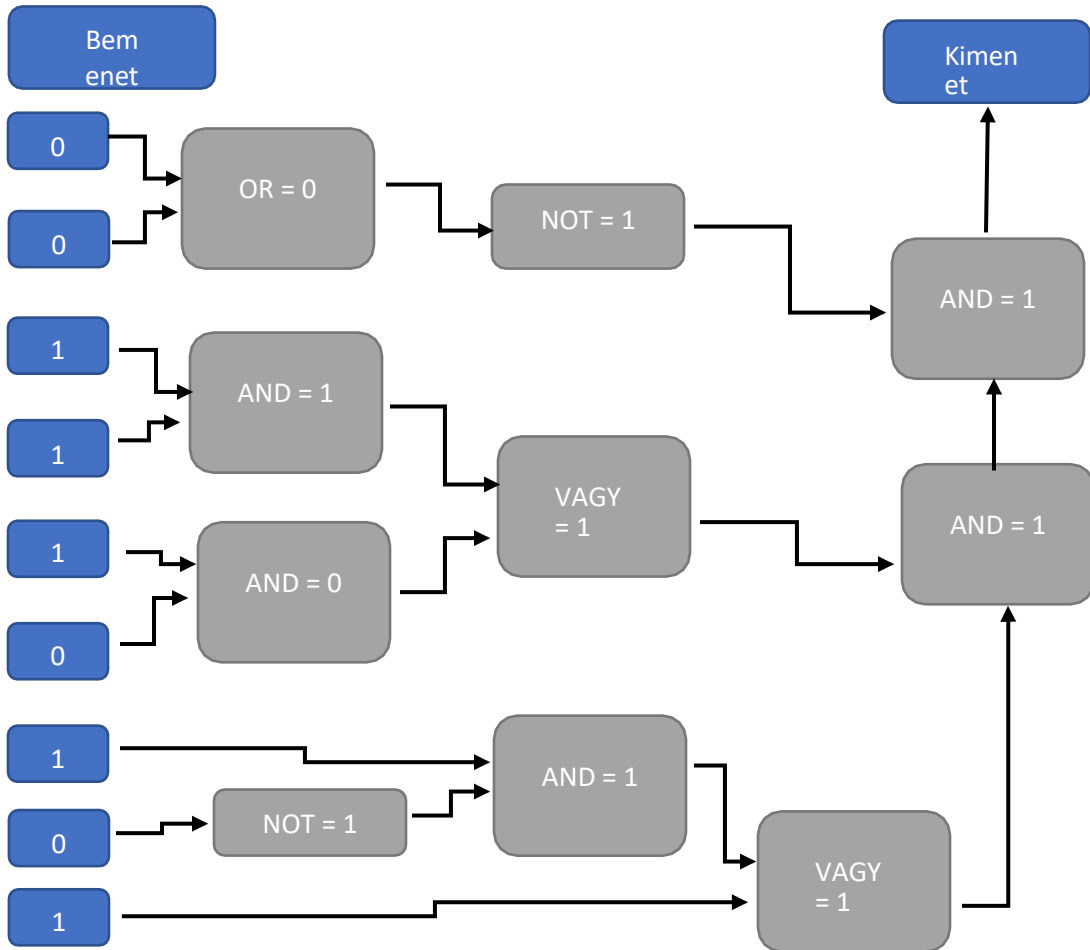 Bem
enet
Kimen
et
0
OR = 0
NOT = 1
0
AND = 1
1
AND = 1
1
VAGY
= 1
AND = 1
1
AND = 0
0
1
AND = 1
NOT = 1
0
VAGY
= 1
1